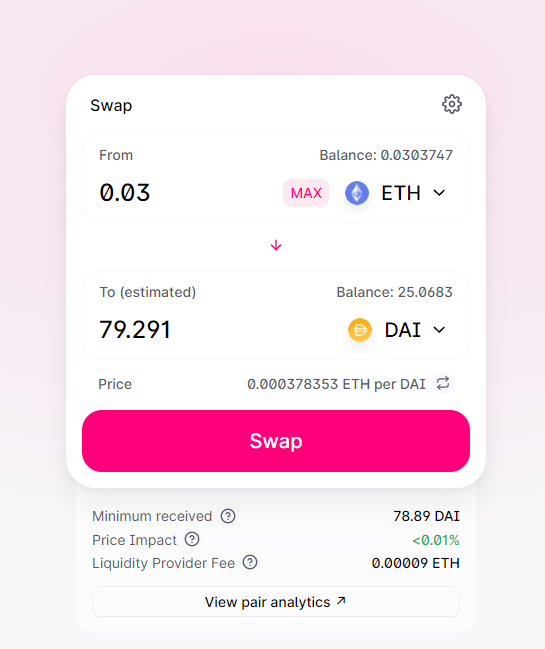 Swap
From Balance: 0.0303747
0.03 MAX ETH
To (estimated) Balance: 25.0683
79.291 DAI
Price 0.000378353 ETH per DAI
Swap
Minimum received ? 78.89 DAI
Price Impact ? <0.01%
Liquidity Provider Fee ? 0.00009 ETH
View pair analytics ↗